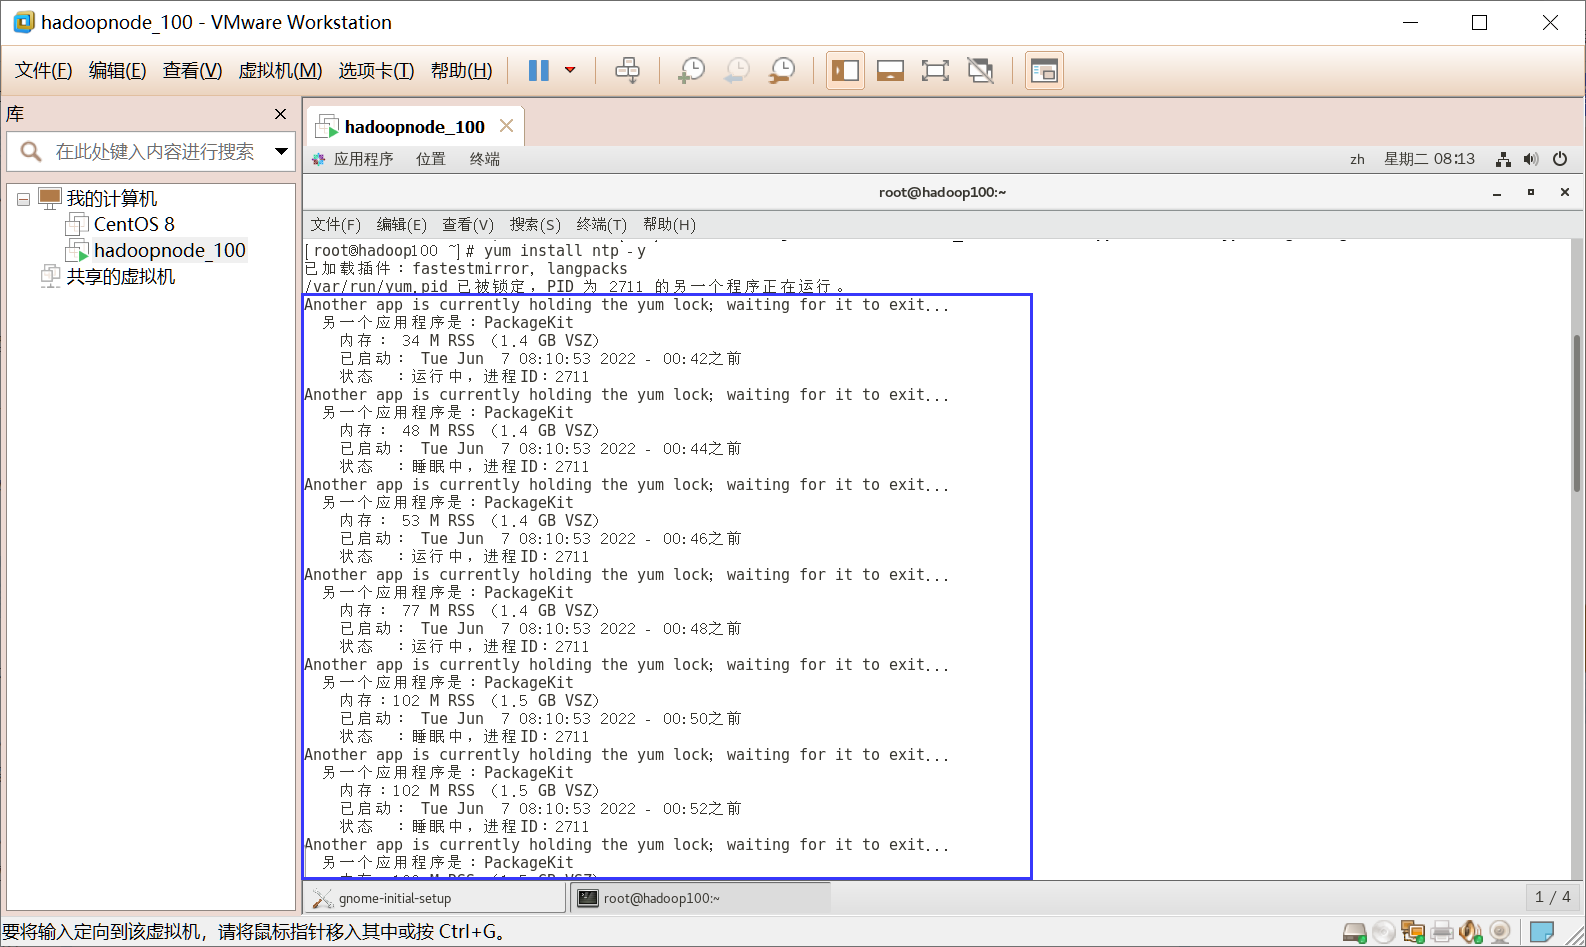 hadoopnode_100 - VMware Workstation
文件(F) 编辑(E) 查看(V) 虚拟机(M) 选项卡(T) 帮助(H)
库
在此处键入内容进行搜索
我的计算机
CentOS 8
hadoopnode_100
共享的虚拟机
hadoopnode_100
应用程序 位置 终端 zh 星期二 08:13
root@hadoop100:~
文件(F) 编辑(E) 查看(V) 搜索(S) 终端(T) 帮助(H)
[root@hadoop100 ~]# yum install ntp -y
已加载插件：fastestmirror, langpacks
/var/run/yum.pid 已被锁定，PID 为 2711 的另一个程序正在运行。
Another app is currently holding the yum lock; waiting for it to exit...
另一个应用程序是：PackageKit
内存： 34 M RSS （1.4 GB VSZ）
已启动： Tue Jun 7 08:10:53 2022 - 00:42之前
状态 ：运行中，进程ID：2711
Another app is currently holding the yum lock; waiting for it to exit...
另一个应用程序是：PackageKit
内存： 48 M RSS （1.4 GB VSZ）
已启动： Tue Jun 7 08:10:53 2022 - 00:44之前
状态 ：睡眠中，进程ID：2711
Another app is currently holding the yum lock; waiting for it to exit...
另一个应用程序是：PackageKit
内存： 53 M RSS （1.4 GB VSZ）
已启动： Tue Jun 7 08:10:53 2022 - 00:46之前
状态 ：运行中，进程ID：2711
Another app is currently holding the yum lock; waiting for it to exit...
另一个应用程序是：PackageKit
内存： 77 M RSS （1.4 GB VSZ）
已启动： Tue Jun 7 08:10:53 2022 - 00:48之前
状态 ：运行中，进程ID：2711
Another app is currently holding the yum lock; waiting for it to exit...
另一个应用程序是：PackageKit
内存：102 M RSS （1.5 GB VSZ）
已启动： Tue Jun 7 08:10:53 2022 - 00:50之前
状态 ：睡眠中，进程ID：2711
Another app is currently holding the yum lock; waiting for it to exit...
另一个应用程序是：PackageKit
内存：102 M RSS （1.5 GB VSZ）
已启动： Tue Jun 7 08:10:53 2022 - 00:52之前
状态 ：睡眠中，进程ID：2711
Another app is currently holding the yum lock; waiting for it to exit...
另一个应用程序是：PackageKit
gnome-initial-setup root@hadoop100:~ 1 / 4
要将输入定向到该虚拟机，请将鼠标指针移入其中或按 Ctrl+G。